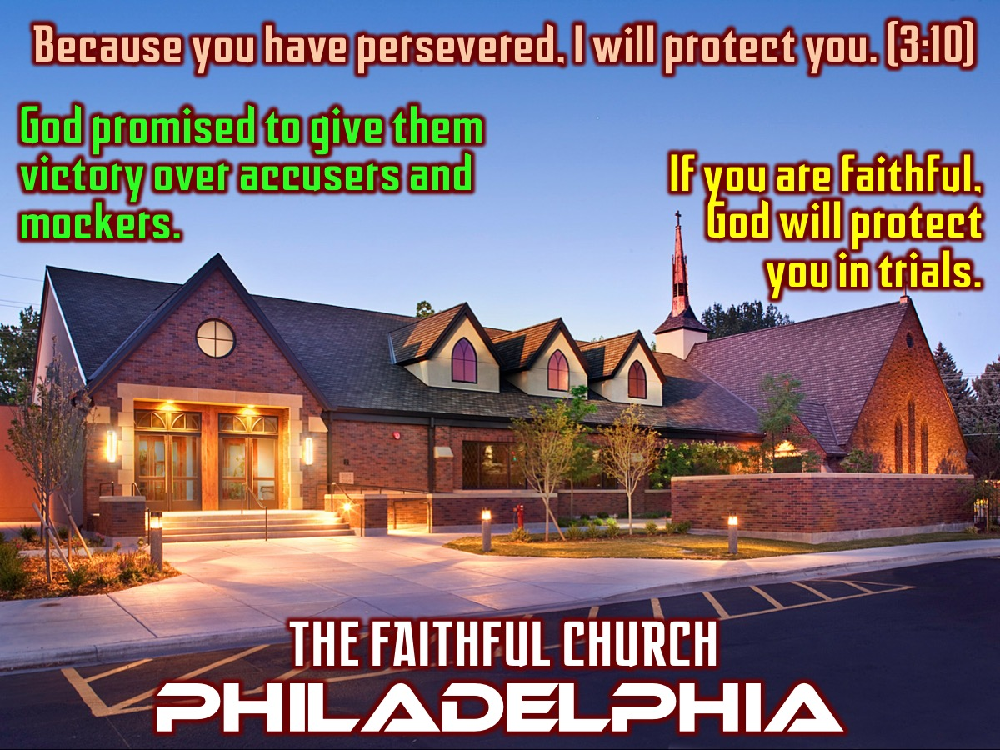 Because you have persevered, I will protect you. (3:10)
God promised to give them
victory over accusers and
mockers.
If you are faithful,
God will protect
you in trials.
THE FAITHFUL CHURCH
PHILADELPHIA